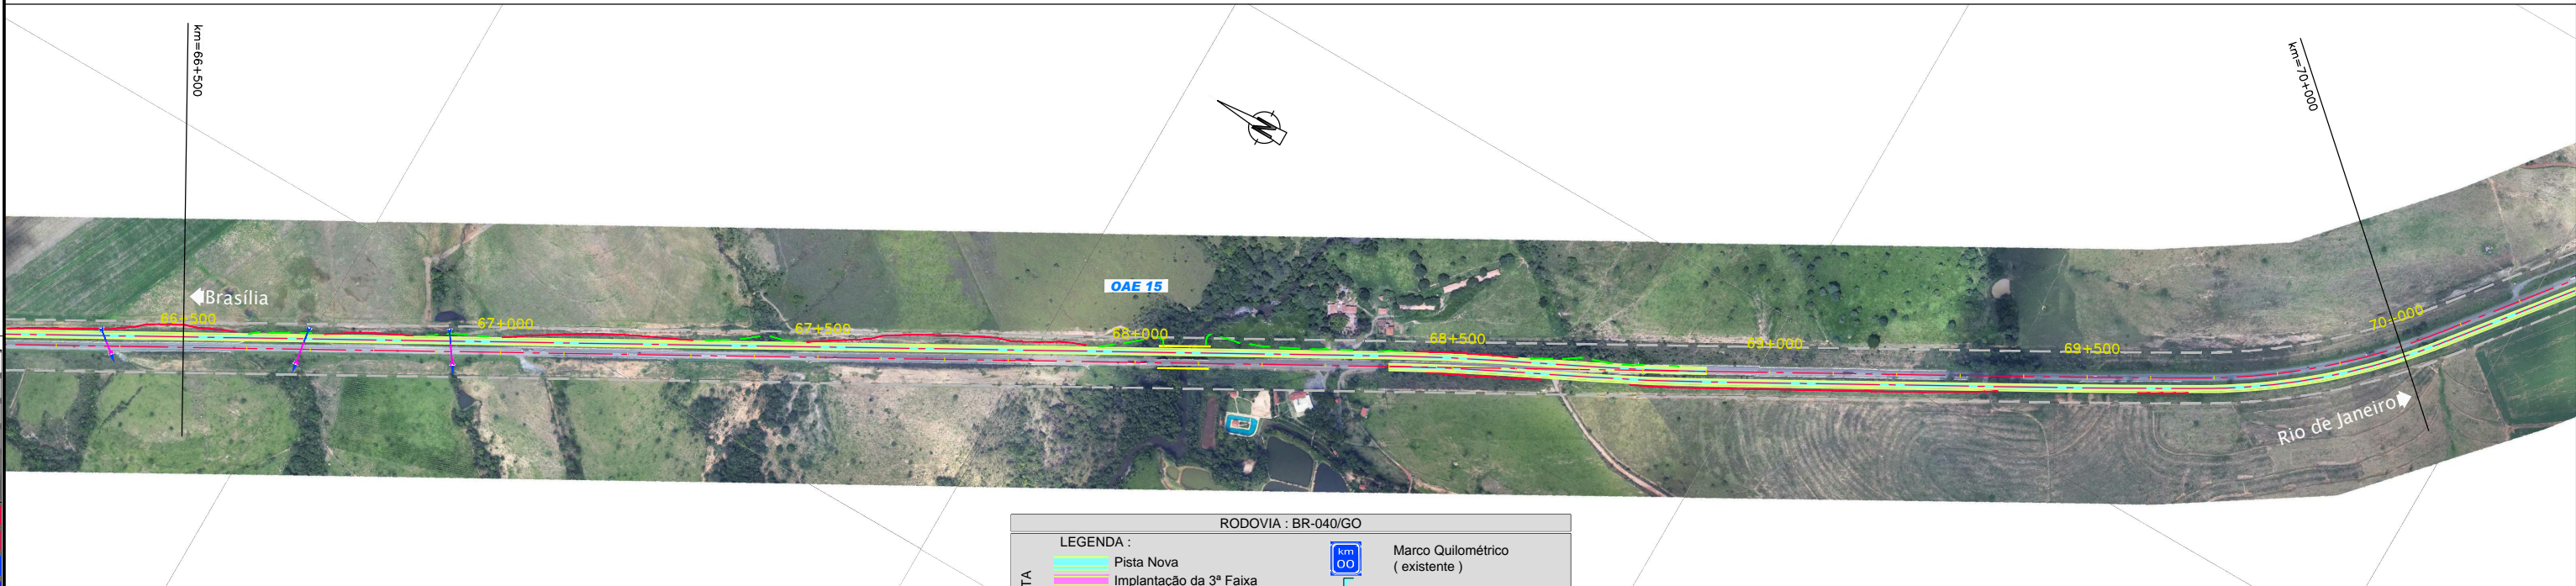 km=66+500
km=70+000
N
OAE 15
Brasília
66+500
67+000
67+500
68+000
68+500
69+000
69+500
70+000
Rio de Janeiro
RODOVIA : BR-040/GO
LEGENDA :
Pista Nova
Implantação da 3ª Faixa
km
00
Marco Quilométrico
( existente )
TA